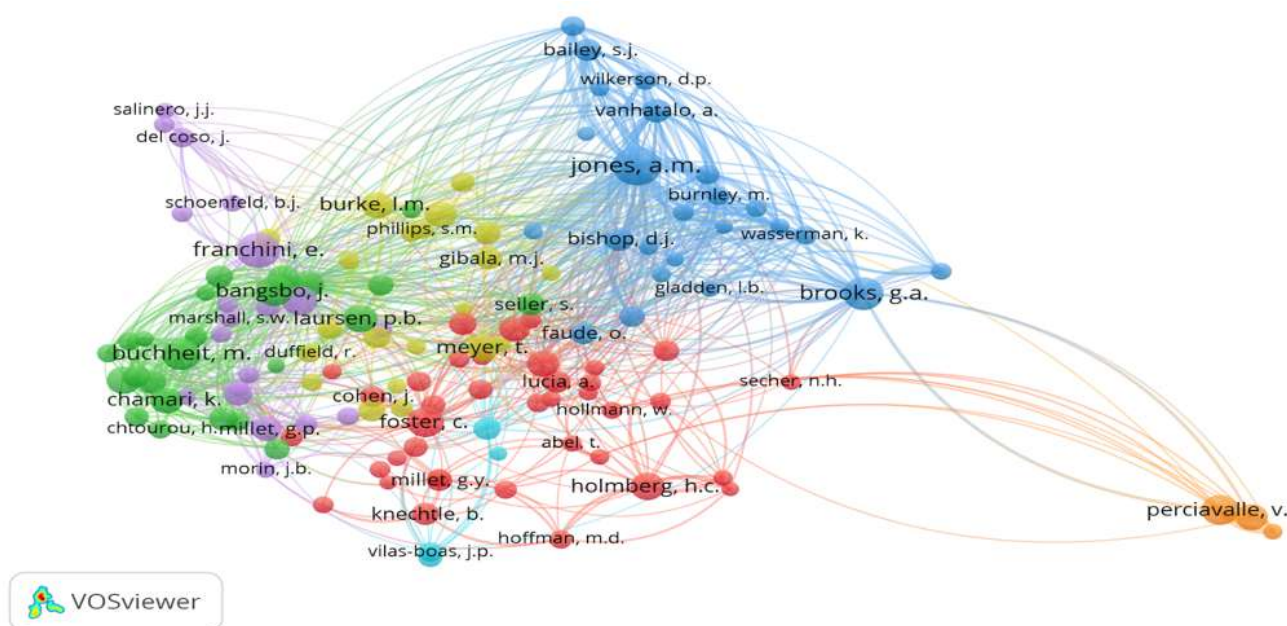 bailey, s.j.
wilkerson, d.p.
salinero, j.j.
vanhatalo, a.
del coso, j.
jones, a.m.
burnley, m.
schoenfeld, b.j.
burke, l.m.
phillips, s.m.
bishop, d.j.
wasserman, k.
franchini, e.
gibala, m.j.
gladden, l.b.
bangsbo, j.
brooks, g.a.
seiler, s.
marshall, s.w.
laursen, p.b.
faude, o.
buchheit, m.
duffield, r.
meyer, t.
lucia, a.
secher, n.h.
chamari, k.
cohen, j.
hollmann, w.
chtourou, h.
millet, g.p.
foster, c.
abel, t.
morin, j.b.
millet, g.y.
holmberg, h.c.
knechtle, b.
perciavalle, v.
hoffman, m.d.
vilas-boas, j.p.
VOSviewer